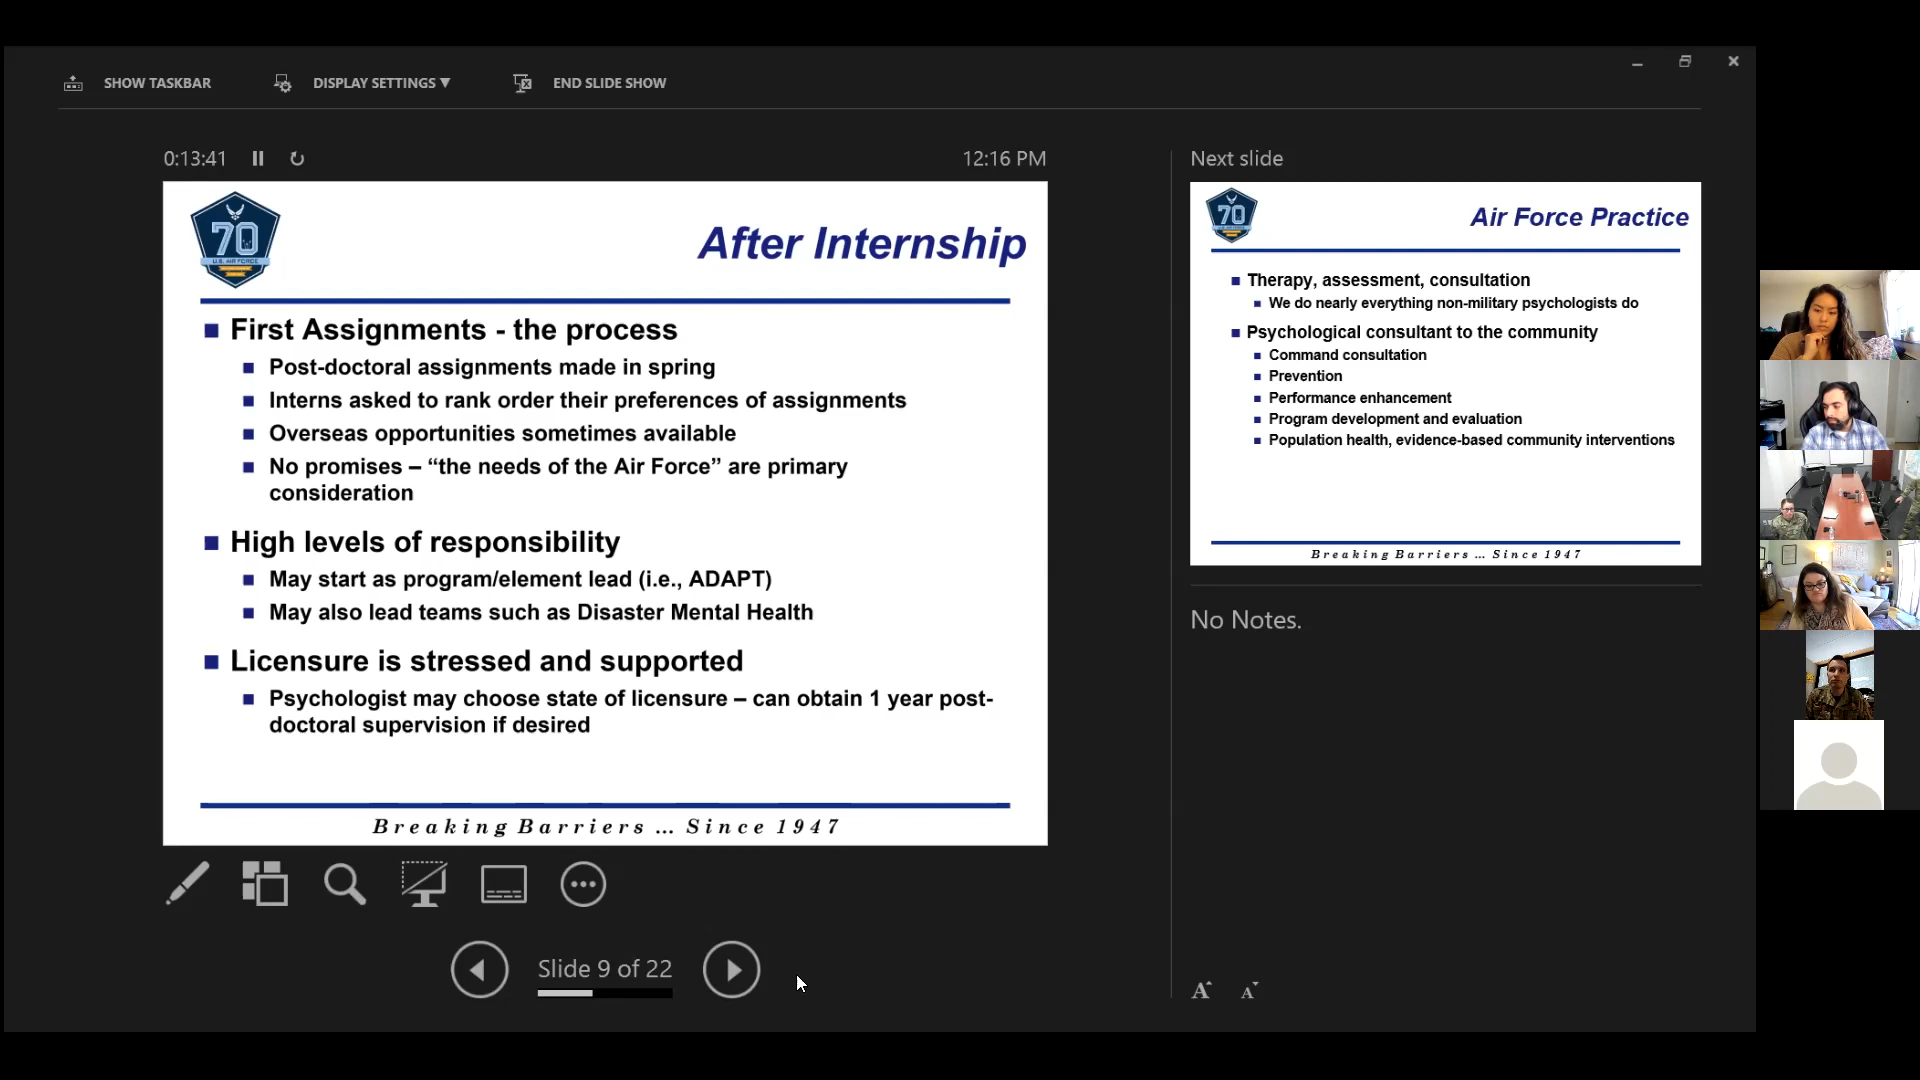 SHOW TASKBAR
DISPLAY SETTINGS ▼
END SLIDE SHOW
0:13:41
12:16 PM
70
U.S. AIR FORCE
After Internship
First Assignments - the process
Post-doctoral assignments made in spring
Interns asked to rank order their preferences of assignments
Overseas opportunities sometimes available
No promises – “the needs of the Air Force” are primary
consideration
High levels of responsibility
May start as program/element lead (i.e., ADAPT)
May also lead teams such as Disaster Mental Health
Licensure is stressed and supported
Psychologist may choose state of licensure – can obtain 1 year post-
doctoral supervision if desired
Breaking Barriers ... Since 1947
Slide 9 of 22
Next slide
70
Air Force Practice
Therapy, assessment, consultation
We do nearly everything non-military psychologists do
Psychological consultant to the community
Command consultation
Prevention
Performance enhancement
Program development and evaluation
Population health, evidence-based community interventions
Breaking Barriers ... Since 1947
No Notes.
A A